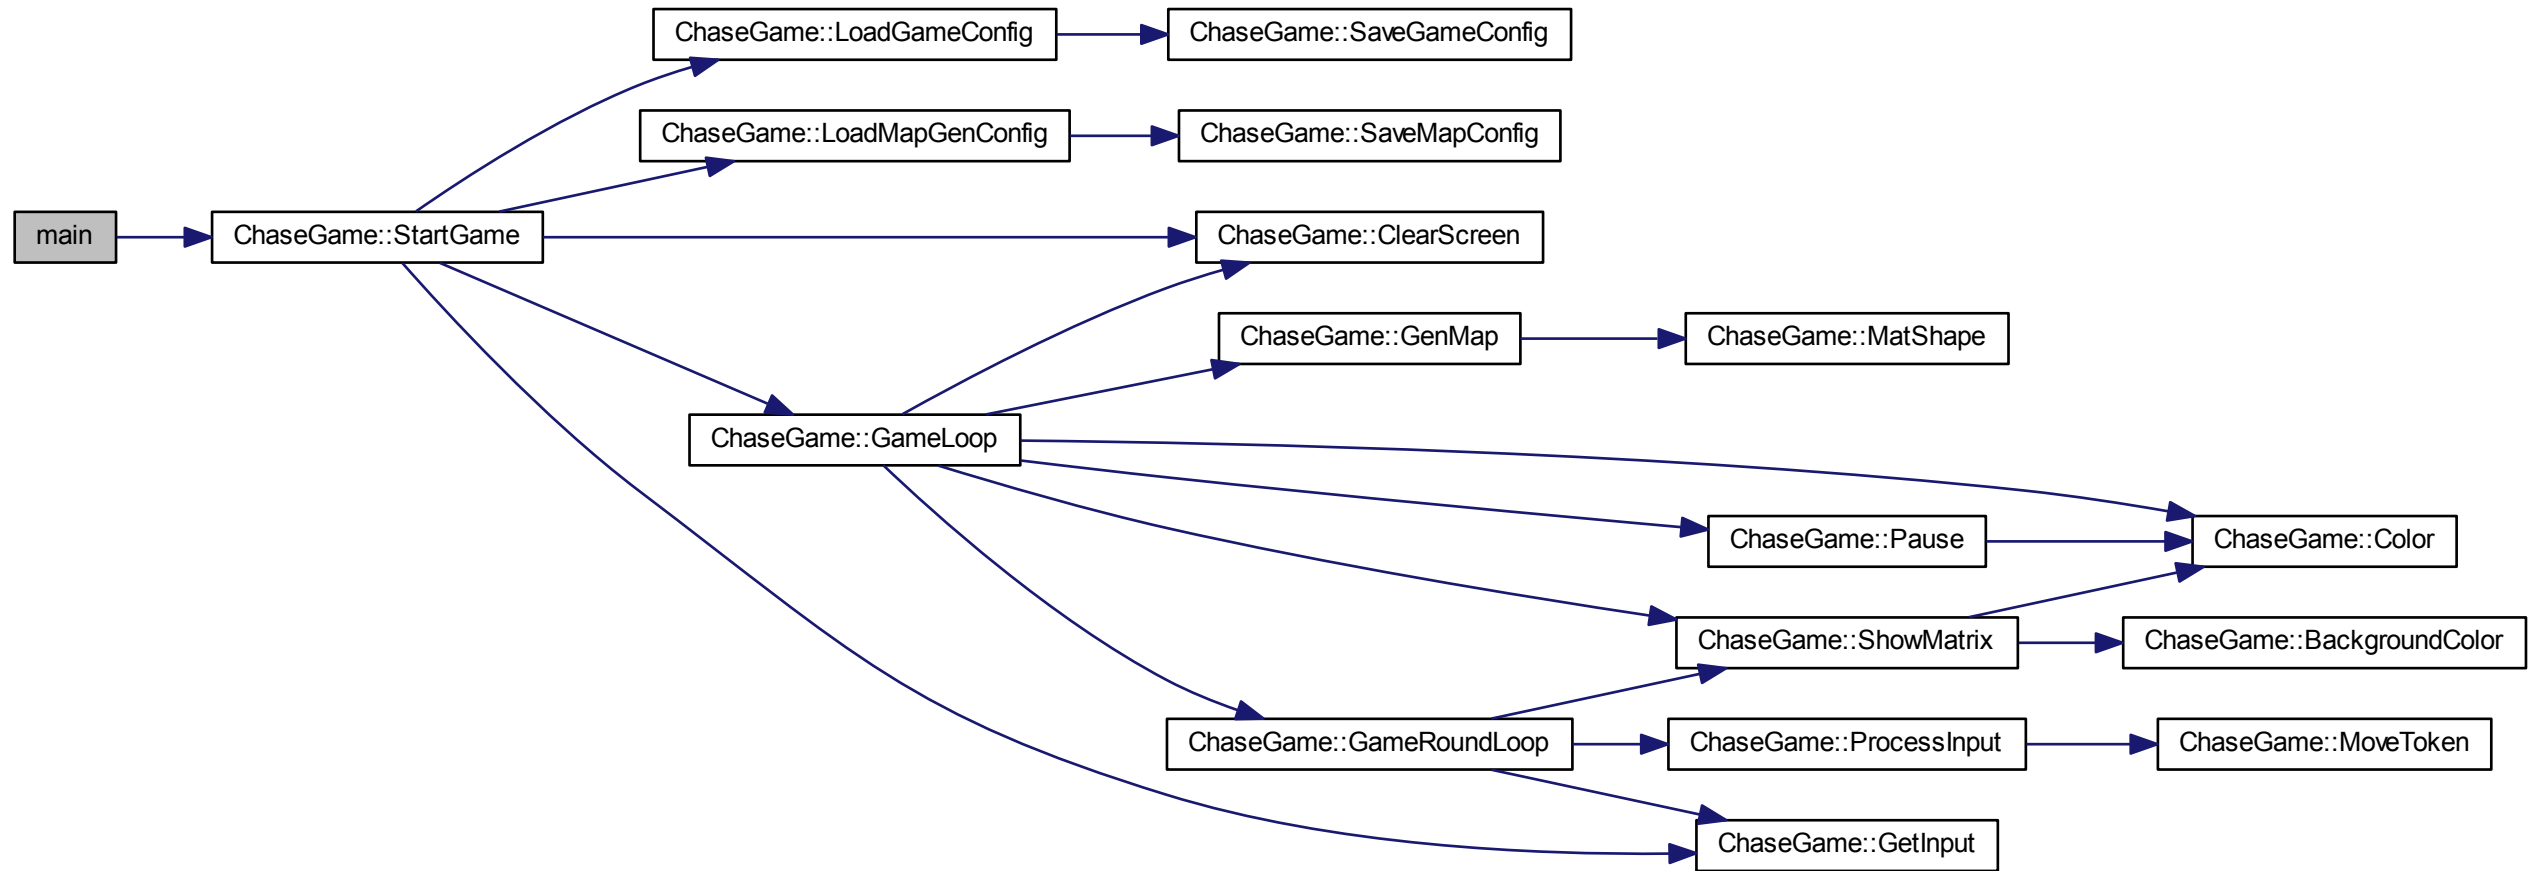 ChaseGame::LoadGameConfig
ChaseGame::SaveGameConfig
ChaseGame::LoadMapGenConfig
ChaseGame::SaveMapConfig
main
ChaseGame::StartGame
ChaseGame::ClearScreen
ChaseGame::GenMap
ChaseGame::MatShape
ChaseGame::GameLoop
ChaseGame::Pause
ChaseGame::Color
ChaseGame::ShowMatrix
ChaseGame::BackgroundColor
ChaseGame::GameRoundLoop
ChaseGame::ProcessInput
ChaseGame::MoveToken
ChaseGame::GetInput